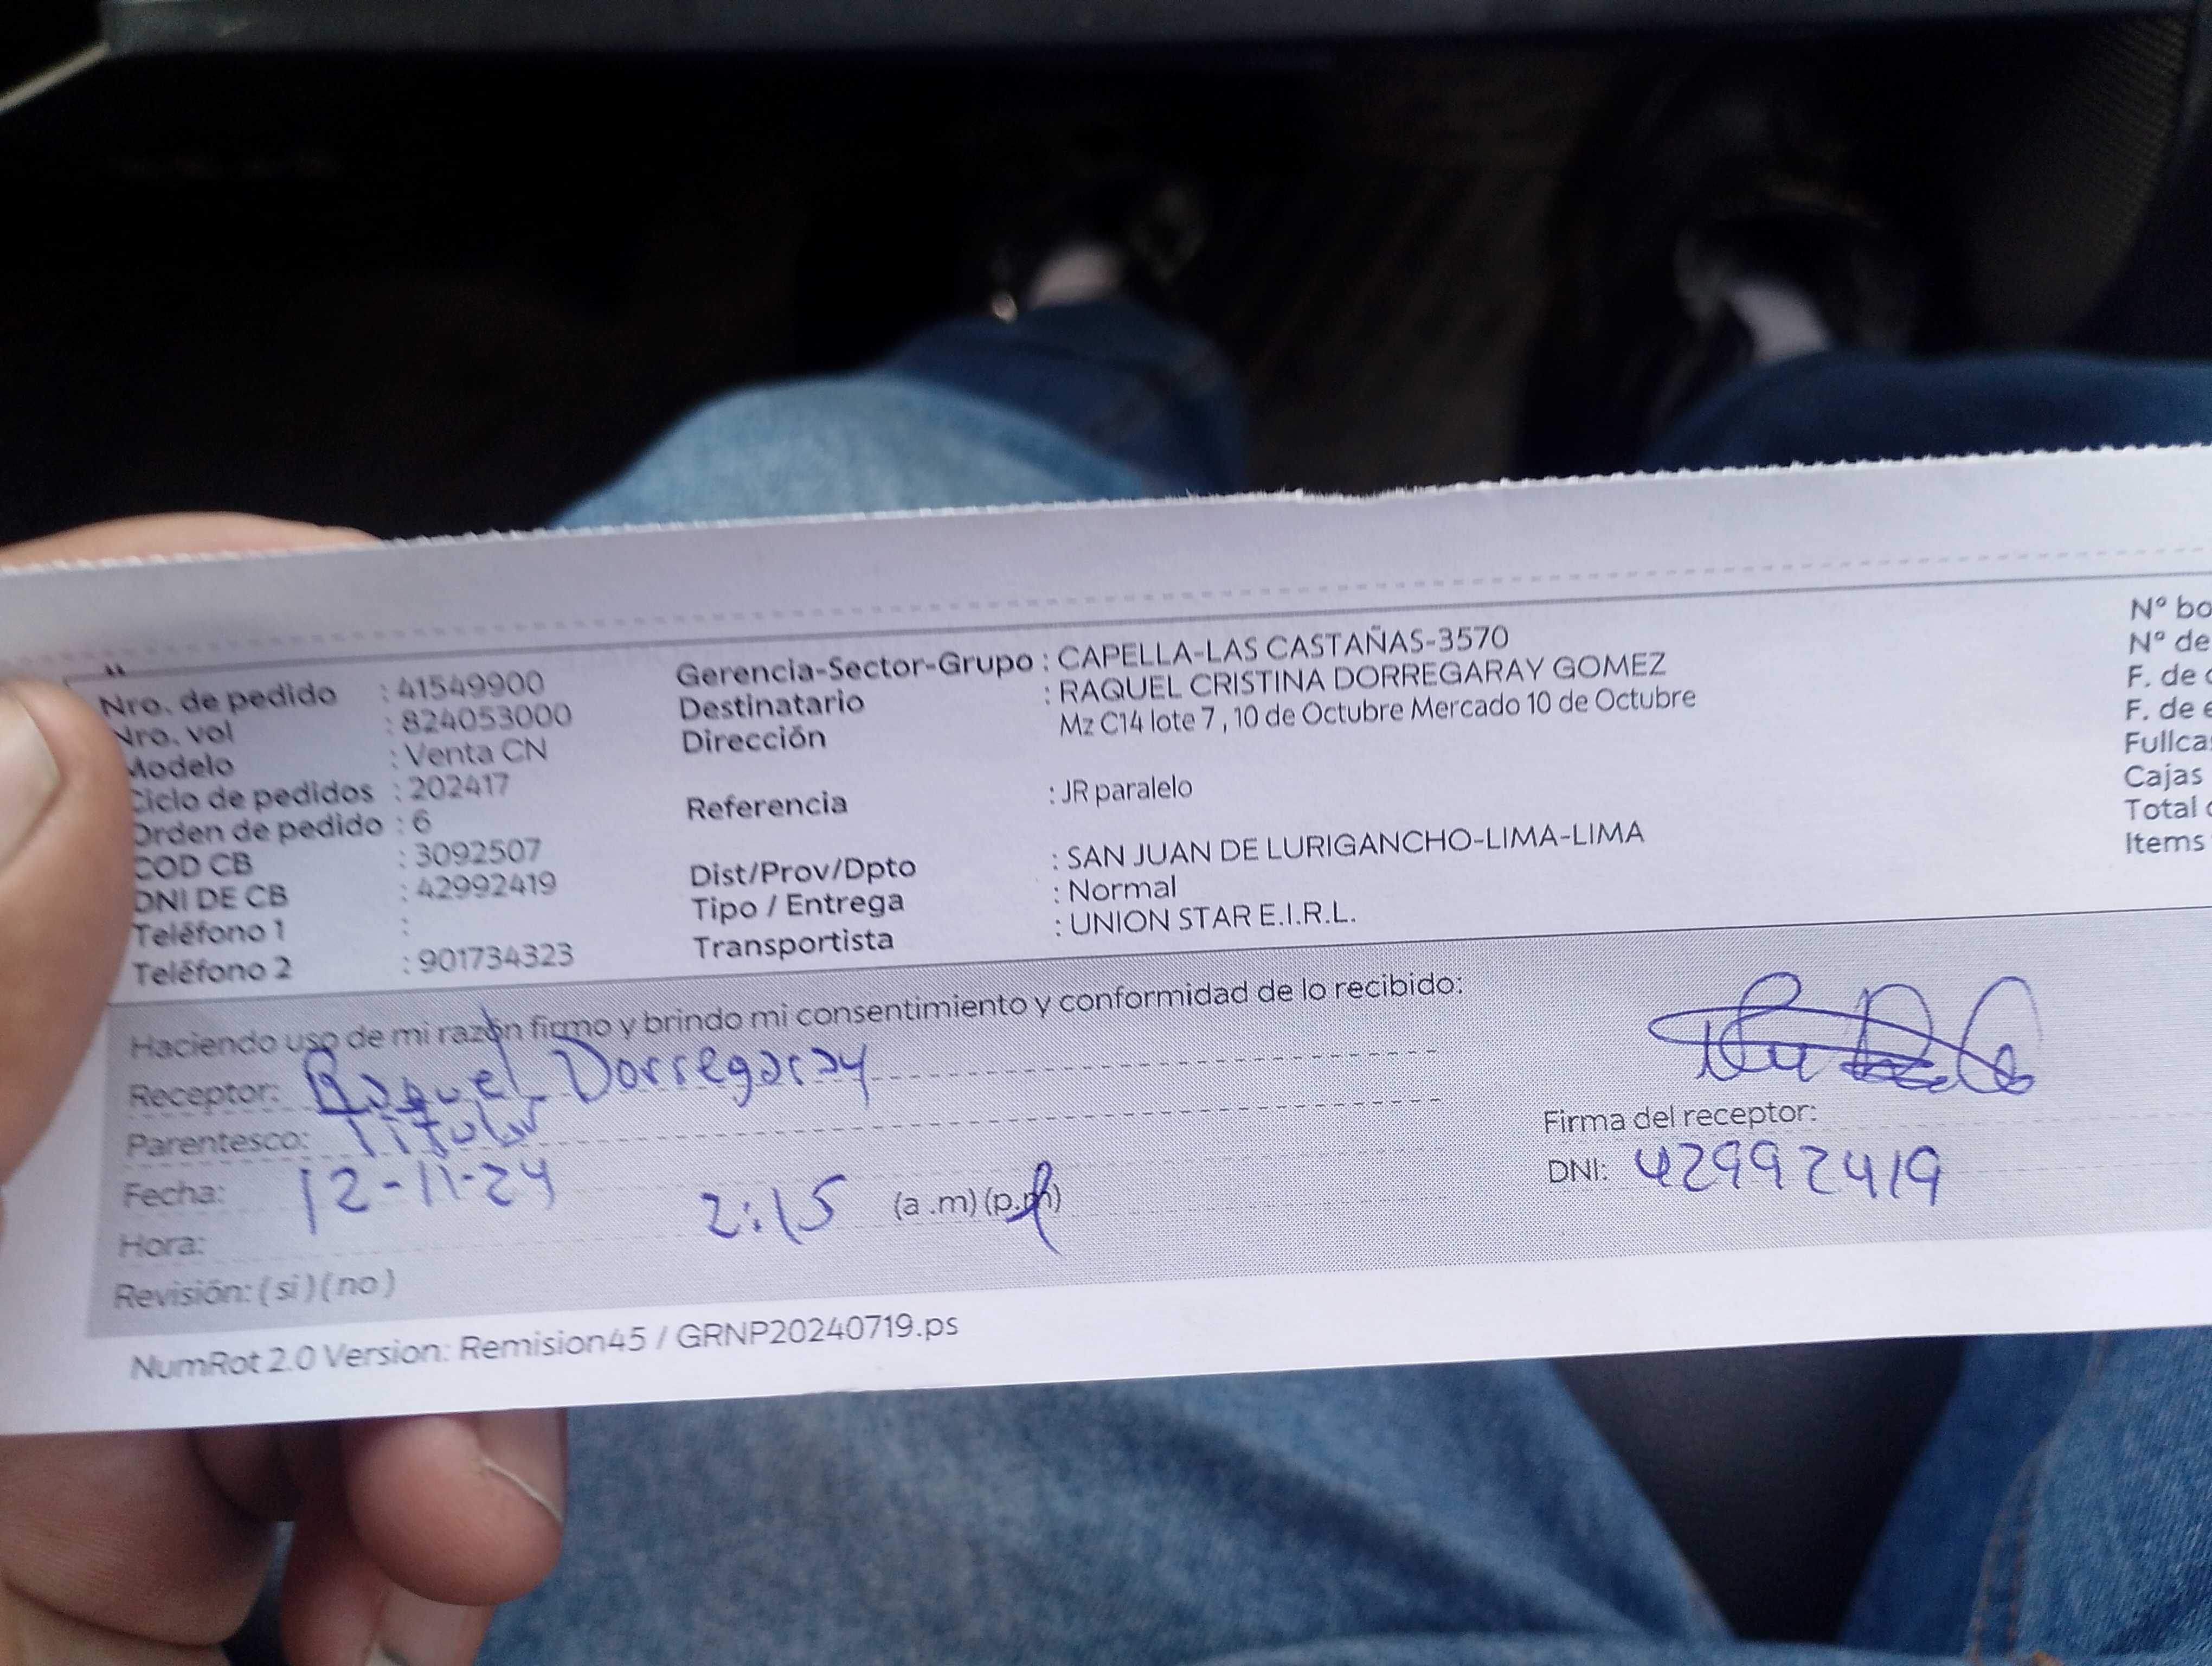 Nro. de pedido : 41549900
Nro. vol : 824053000
Modelo : Venta CN
Ciclo de pedidos : 202417
Orden de pedido : 6
COD CB : 3092507
DNI DE CB : 42992419
Teléfono 1 :
Teléfono 2 : 901734323
Gerencia-Sector-Grupo : CAPELLA-LAS CASTAÑAS-3570
Destinatario : RAQUEL CRISTINA DORREGARAY GOMEZ
Dirección Mz C14 lote 7 , 10 de Octubre Mercado 10 de Octubre
Referencia : JR paralelo
Dist/Prov/Dpto : SAN JUAN DE LURIGANCHO-LIMA-LIMA
Tipo / Entrega : Normal
Transportista : UNION STAR E.I.R.L.
N° bo
N° de
F. de
F. de e
Fullca
Cajas
Total
Items
Haciendo uso de mi razón firmo y brindo mi consentimiento y conformidad de lo recibido:
Receptor: Raquel Dorregaray
Parentesco: Titular
Fecha: 12-11-24
Hora: 2:15 (a.m) (p.m)
Revisión: ( si ) ( no )
Firma del receptor:
DNI: 42992419
NumRot 2.0 Version: Remision45 / GRNP20240719.ps